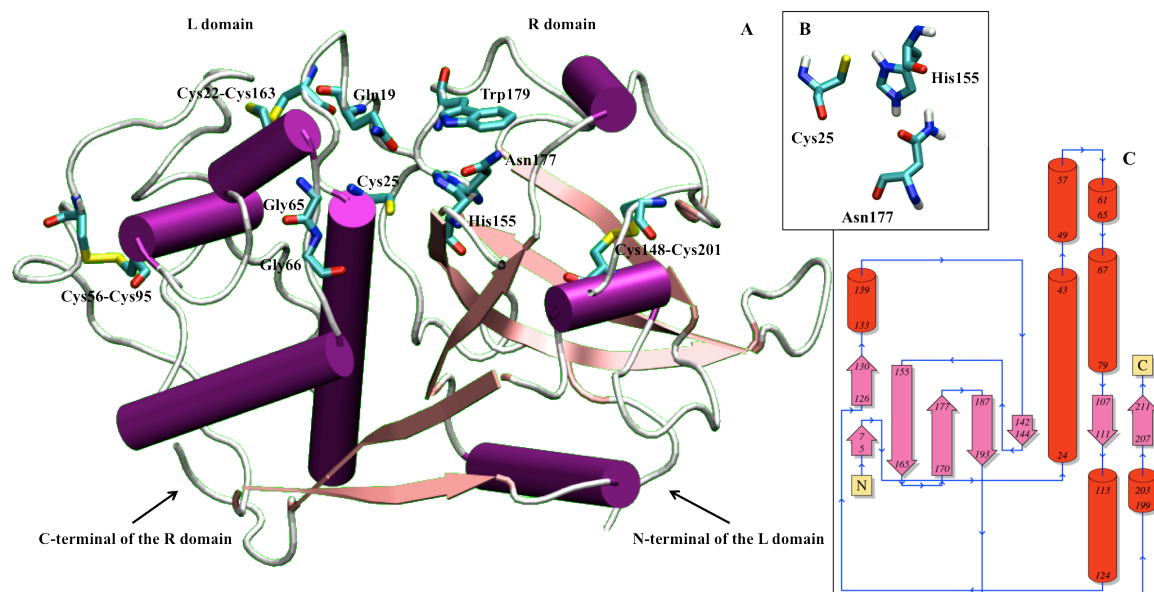 L domain
R domain
A
Cys22-Cys163
Gln19
Trp179
Asn177
Cys25
Gly65
His155
Gly66
Cys148-Cys201
Cys56-Cys95
C-terminal of the R domain
N-terminal of the L domain
B
His155
Cys25
Asn177
C
57
49
61
65
139
133
43
24
67
79
130
126
155
165
177
170
187
193
142
144
107
111
C
211
207
7
5
N
113
124
203
199